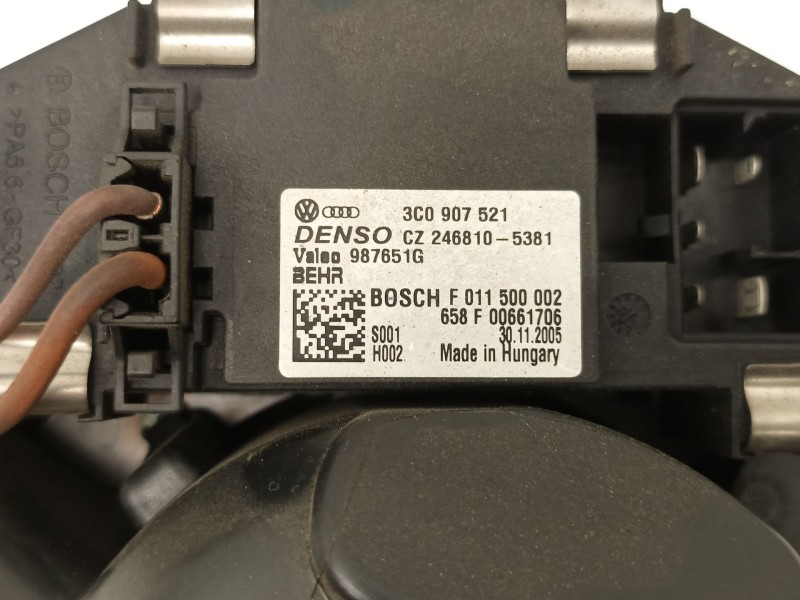 3C0 907 521
DENSO CZ 246810-5381
Valeo 987651G
BEHR
BOSCH F 011 500 002
658 F 00661706
S001 30.11.2005
H002 Made in Hungary
BOSCH